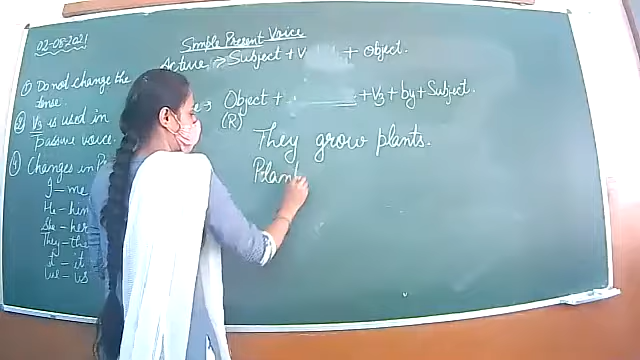 02-08-2021
Simple Present Voice
Active → Subject + V + Object.
① Do not change the tense.
→ Object + ______ + V3 + by + Subject.
(R)
② V3 is used in passive voice.
They grow plants.
Plant
④ Changes in
I - me
He - him
She - her
They - the
It - it
We - us